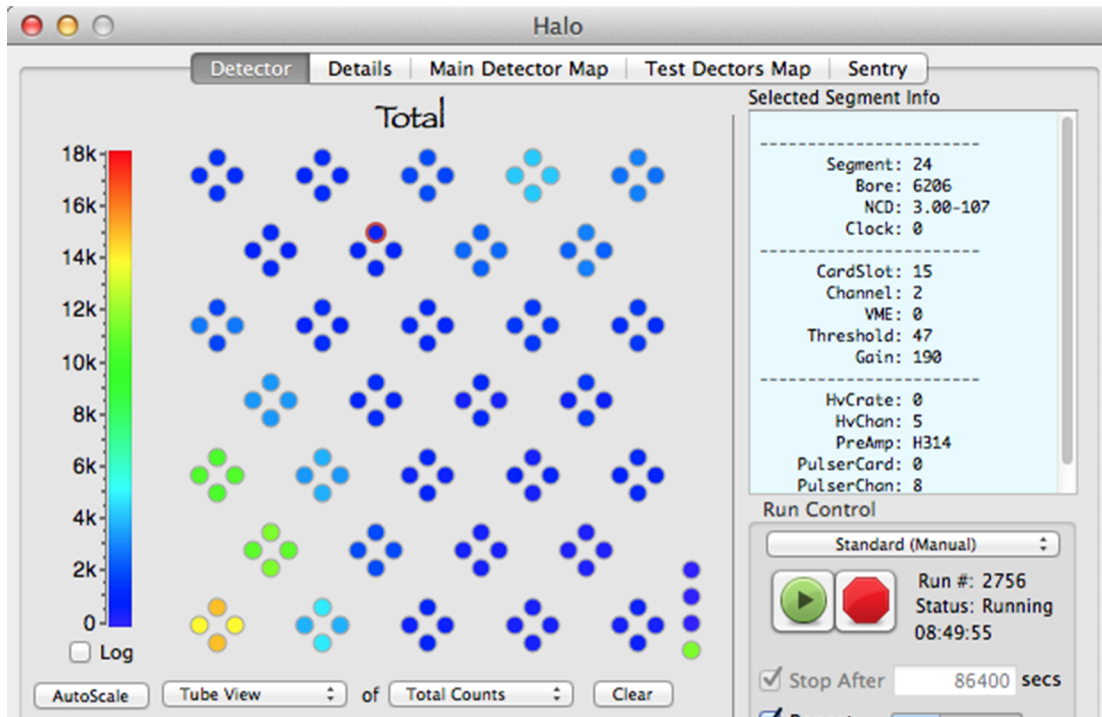 Halo
Detector Details Main Detector Map Test Dectors Map Sentry
Total
18k
16k
14k
12k
10k
8k
6k
4k
2k
0
Log
AutoScale Tube View of Total Counts Clear
Selected Segment Info
------------------------
Segment: 24
Bore: 6206
NCD: 3.00-107
Clock: 0
------------------------
CardSlot: 15
Channel: 2
VME: 0
Threshold: 47
Gain: 190
------------------------
HvCrate: 0
HvChan: 5
PreAmp: H314
PulserCard: 0
PulserChan: 8
Run Control
Standard (Manual)
Run #: 2756
Status: Running
08:49:55
Stop After 86400 secs